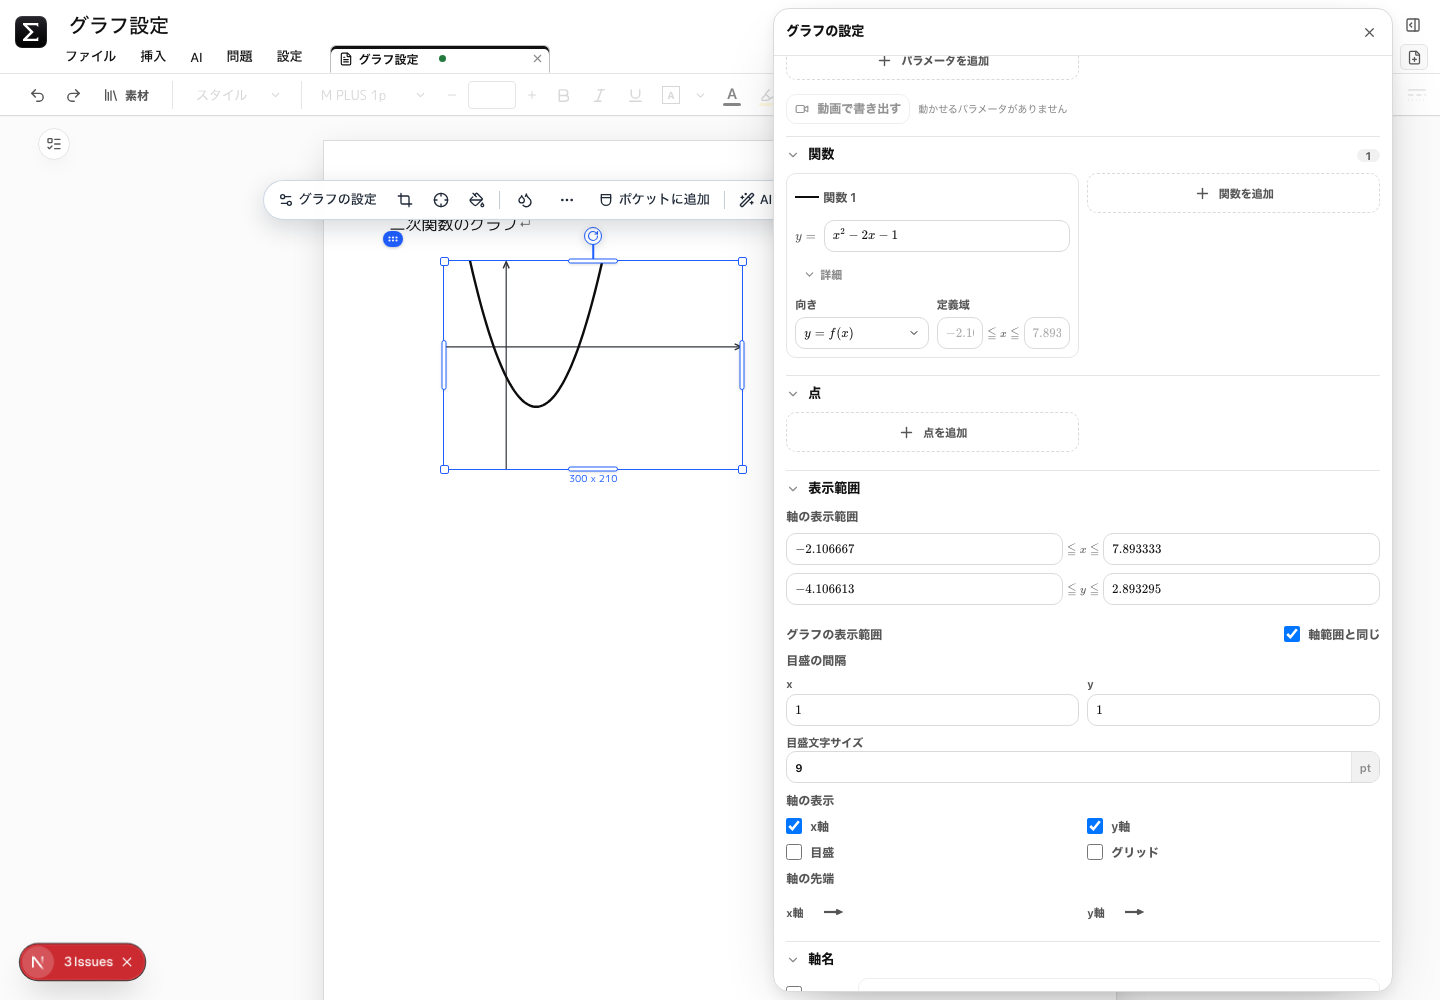 Σ
グラフ設定
ファイル 挿入 AI 問題 設定
グラフ設定
素材 スタイル M PLUS 1p B I U A A
グラフの設定 ポケットに追加 AI
二次関数のグラフ↵
300 x 210
N 3 Issues
グラフの設定
パラメータを追加
動画で書き出す 動かせるパラメータがありません
関数 1
関数 1
関数を追加
y = x² − 2x − 1
詳細
向き 定義域
y = f(x) ≦ x ≦ 7.893
点
点を追加
表示範囲
軸の表示範囲
−2.106667 ≦ x ≦ 7.893333
−4.106613 ≦ y ≦ 2.893295
グラフの表示範囲 軸範囲と同じ
目盛の間隔
x y
1 1
目盛文字サイズ
9 pt
軸の表示
x軸 y軸
目盛 グリッド
軸の先端
x軸 y軸
軸名